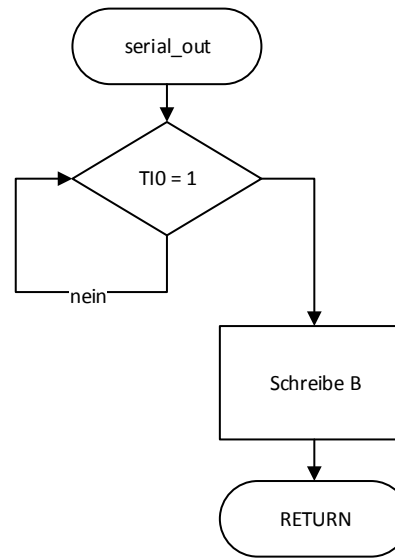 serial_out
TI0 = 1
nein
Schreibe B
RETURN